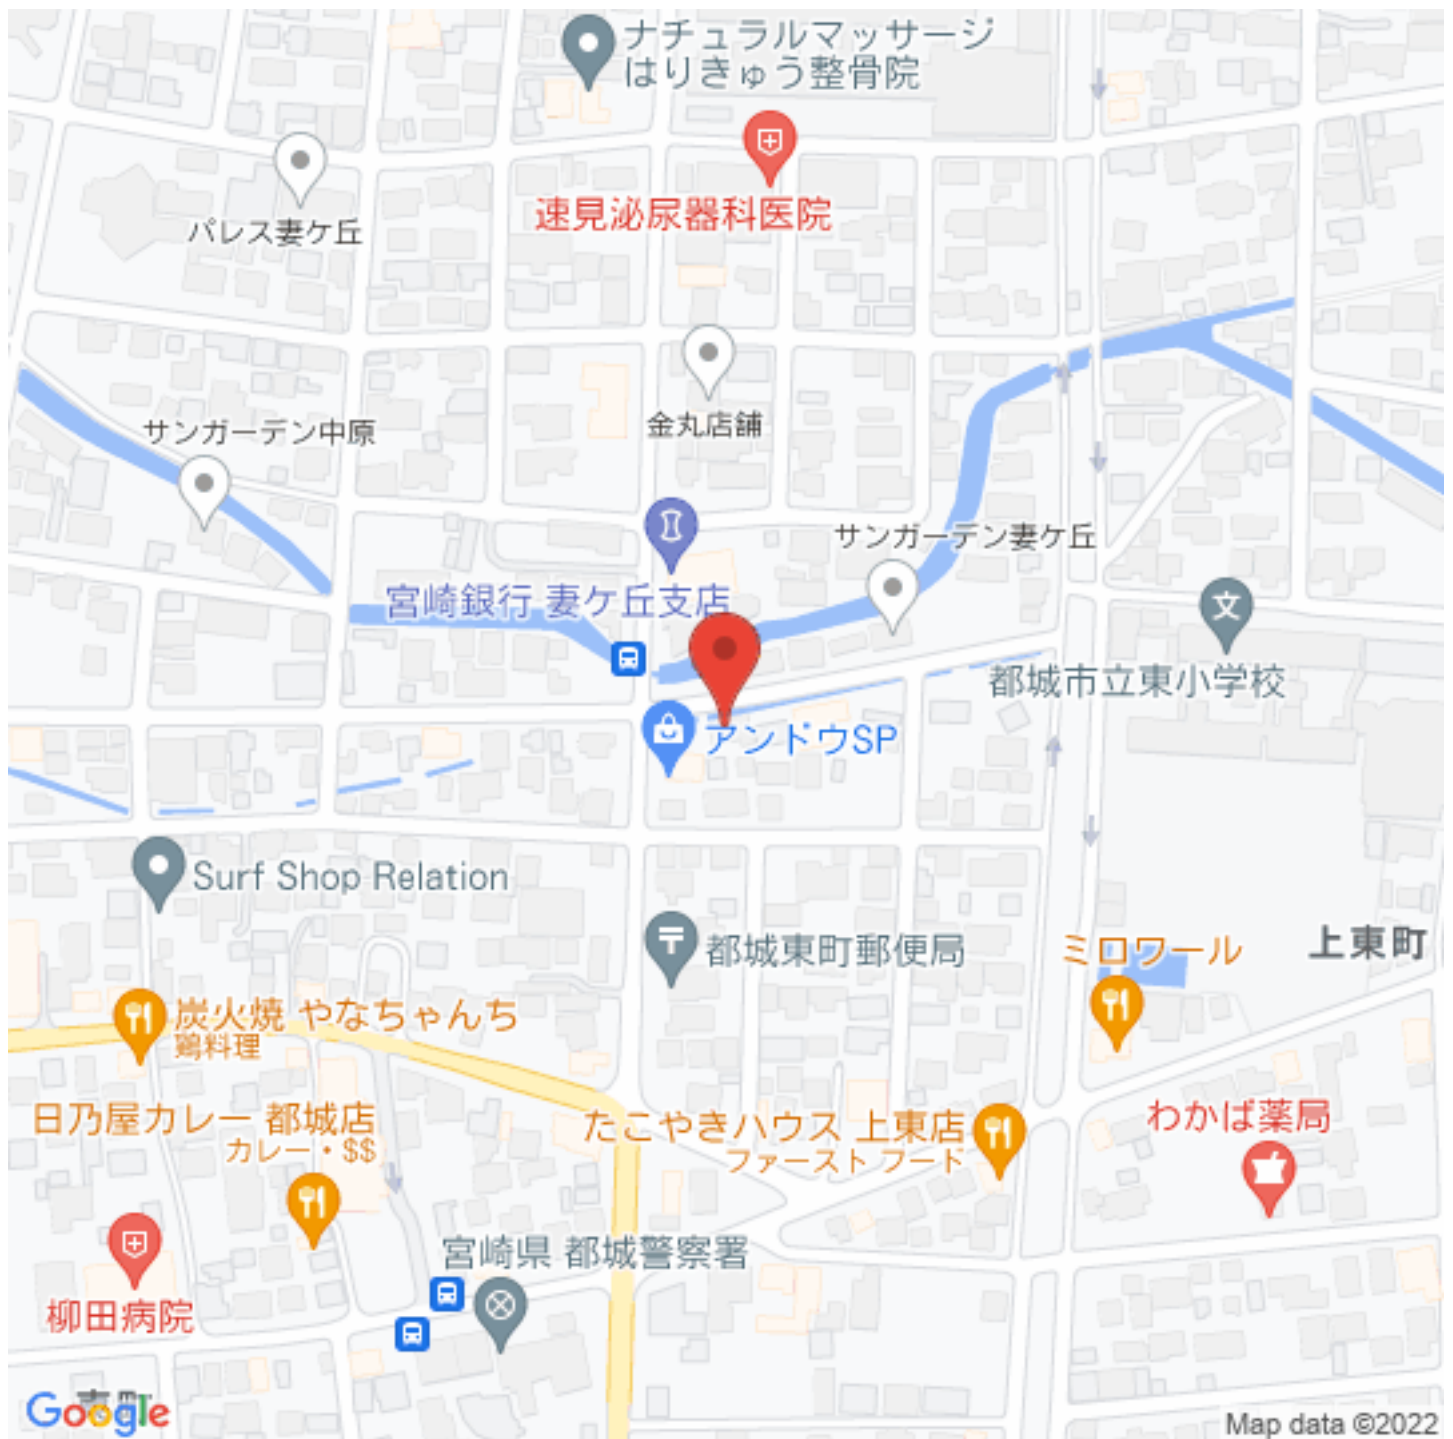 ナチュラルマッサージ
はりきゅう整骨院
速見泌尿器科医院
パレス妻ケ丘
サンガーデン中原
金丸店舗
サンガーデン妻ケ丘
宮崎銀行 妻ケ丘支店
都城市立東小学校
アンドウSP
Surf Shop Relation
都城東町郵便局
ミロワール
上東町
炭火焼 やなちゃんち
鶏料理
日乃屋カレー 都城店
カレー・$$
たこやきハウス 上東店
ファースト フード
わかば薬局
宮崎県 都城警察署
柳田病院
Google
Map data ©2022